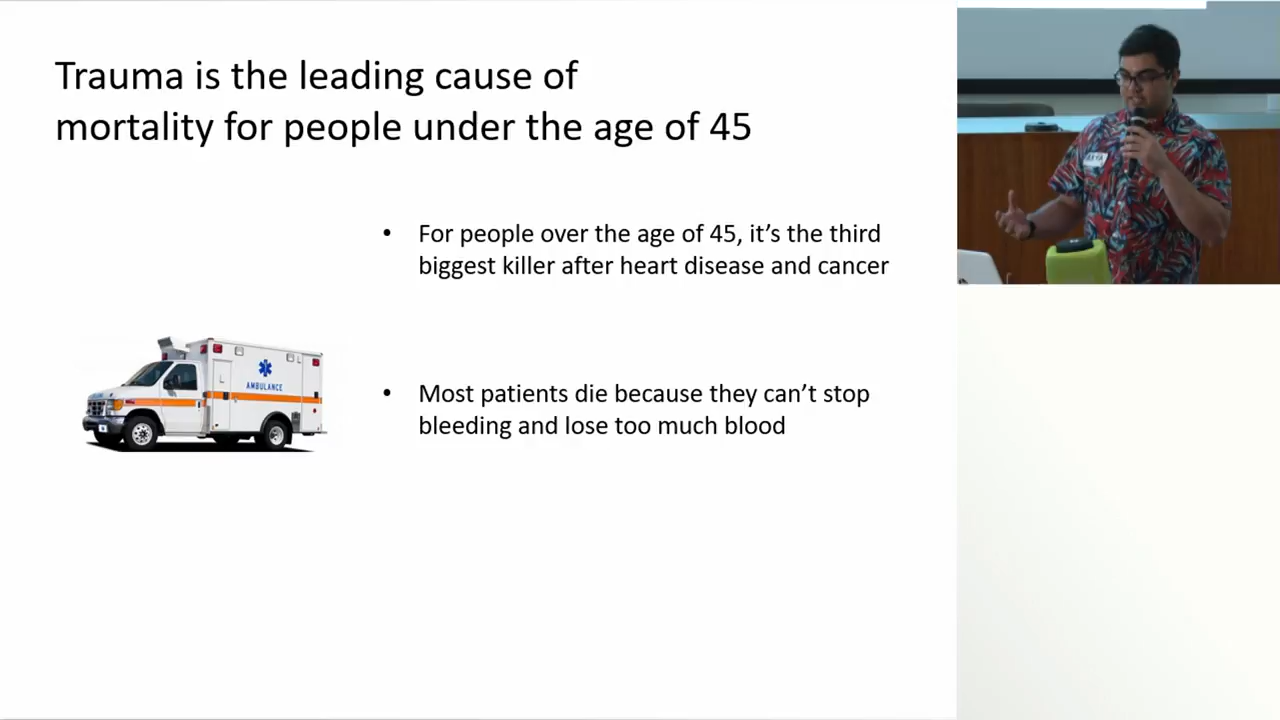 Trauma is the leading cause of
mortality for people under the age of 45
• For people over the age of 45, it’s the third
biggest killer after heart disease and cancer
AMBULANCE
• Most patients die because they can’t stop
bleeding and lose too much blood